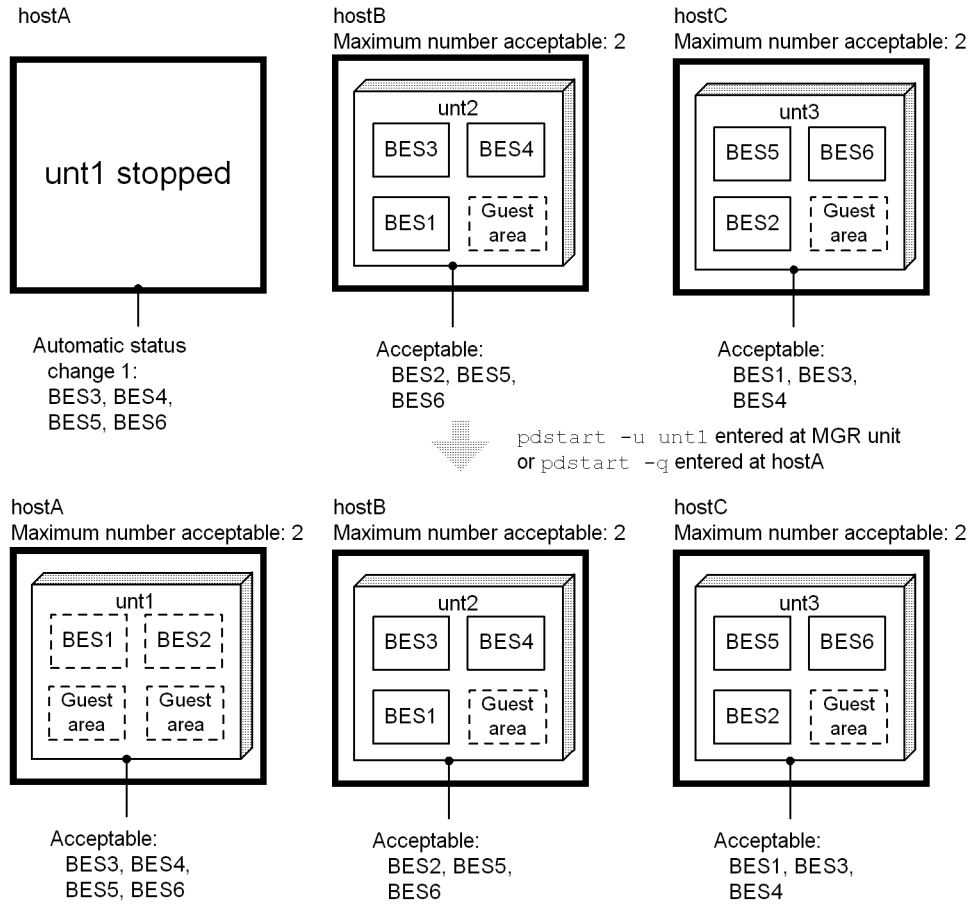 hostA
unt1 stopped
Automatic status
change 1:
BES3, BES4,
BES5, BES6
hostB
Maximum number acceptable: 2
unt2
BES3
BES4
BES1
Guest
area
Acceptable:
BES2, BES5,
BES6
hostC
Maximum number acceptable: 2
unt3
BES5
BES6
BES2
Guest
area
Acceptable:
BES1, BES3,
BES4
pdstart -u unt1 entered at MGR unit
or pdstart -q entered at hostA
hostA
Maximum number acceptable: 2
unt1
BES1
BES2
Guest
area
Guest
area
Acceptable:
BES3, BES4,
BES5, BES6
hostB
Maximum number acceptable: 2
unt2
BES3
BES4
BES1
Guest
area
Acceptable:
BES2, BES5,
BES6
hostC
Maximum number acceptable: 2
unt3
BES5
BES6
BES2
Guest
area
Acceptable:
BES1, BES3,
BES4